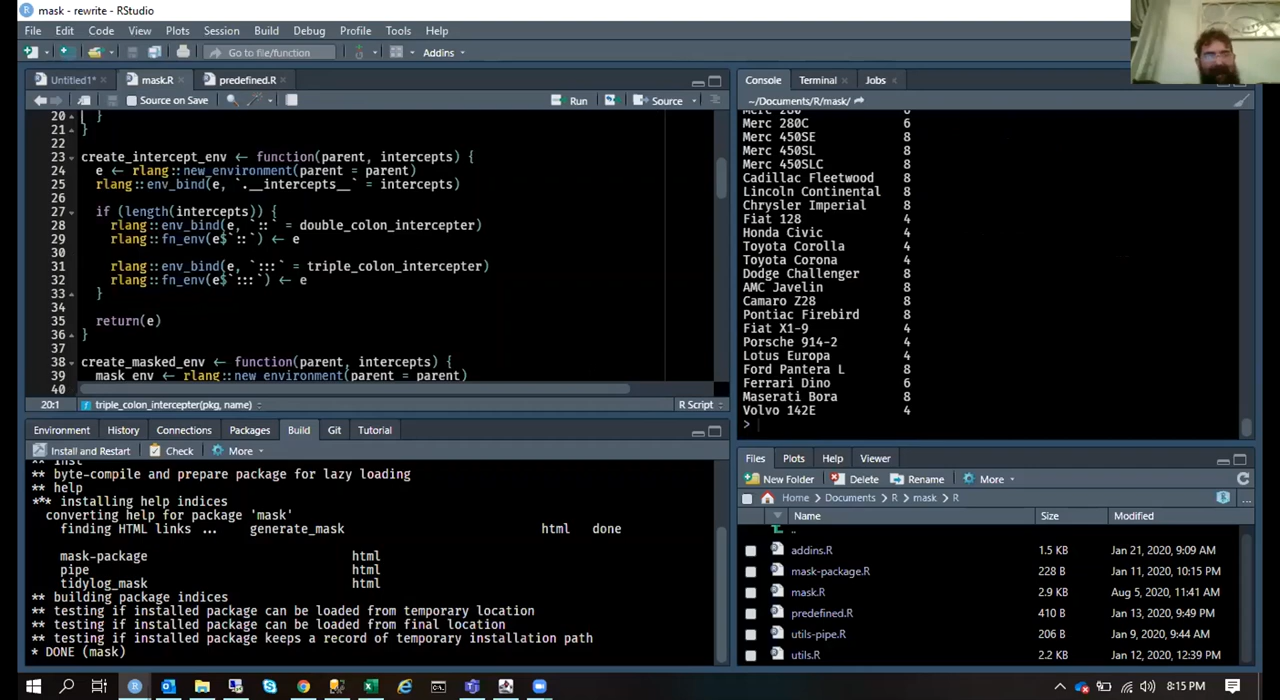 mask - rewrite - RStudio
File Edit Code View Plots Session Build Debug Profile Tools Help
Go to file/function Addins
Untitled1* mask.R predefined.R
Source on Save Run Source
20 }
21 }
22
23 create_intercept_env ← function(parent, intercepts) {
24 e ← rlang::new_environment(parent = parent)
25 rlang::env_bind(e, `.__intercepts__` = intercepts)
26
27 if (length(intercepts)) {
28 rlang::env_bind(e, `::` = double_colon_intercepter)
29 rlang::fn_env(e$`::`) ← e
30
31 rlang::env_bind(e, `:::` = triple_colon_intercepter)
32 rlang::fn_env(e$`:::`) ← e
33 }
34
35 return(e)
36 }
37
38 create_masked_env ← function(parent, intercepts) {
39 mask_env ← rlang::new_environment(parent = parent)
40
20:1 triple_colon_intercepter(pkg, name) R Script
Environment History Connections Packages Build Git Tutorial
Install and Restart Check More
** byte-compile and prepare package for lazy loading
** help
*** installing help indices
converting help for package 'mask'
finding HTML links ... generate_mask html done
mask-package html
pipe html
tidylog_mask html
** building package indices
** testing if installed package can be loaded from temporary location
** testing if installed package can be loaded from final location
** testing if installed package keeps a record of temporary installation path
* DONE (mask)
Console Terminal Jobs
~/Documents/R/mask/
Merc 280C 6
Merc 450SE 8
Merc 450SL 8
Merc 450SLC 8
Cadillac Fleetwood 8
Lincoln Continental 8
Chrysler Imperial 8
Fiat 128 4
Honda Civic 4
Toyota Corolla 4
Toyota Corona 4
Dodge Challenger 8
AMC Javelin 8
Camaro Z28 8
Pontiac Firebird 8
Fiat X1-9 4
Porsche 914-2 4
Lotus Europa 4
Ford Pantera L 8
Ferrari Dino 6
Maserati Bora 8
Volvo 142E 4
>
Files Plots Help Viewer
New Folder Delete Rename More
Home Documents R mask R ...
Name Size Modified
..
addins.R 1.5 KB Jan 21, 2020, 9:09 AM
mask-package.R 228 B Jan 11, 2020, 10:15 PM
mask.R 2.9 KB Aug 5, 2020, 11:41 AM
predefined.R 410 B Jan 13, 2020, 9:49 PM
utils-pipe.R 206 B Jan 9, 2020, 9:44 AM
utils.R 2.2 KB Jan 12, 2020, 12:39 PM
8:15 PM